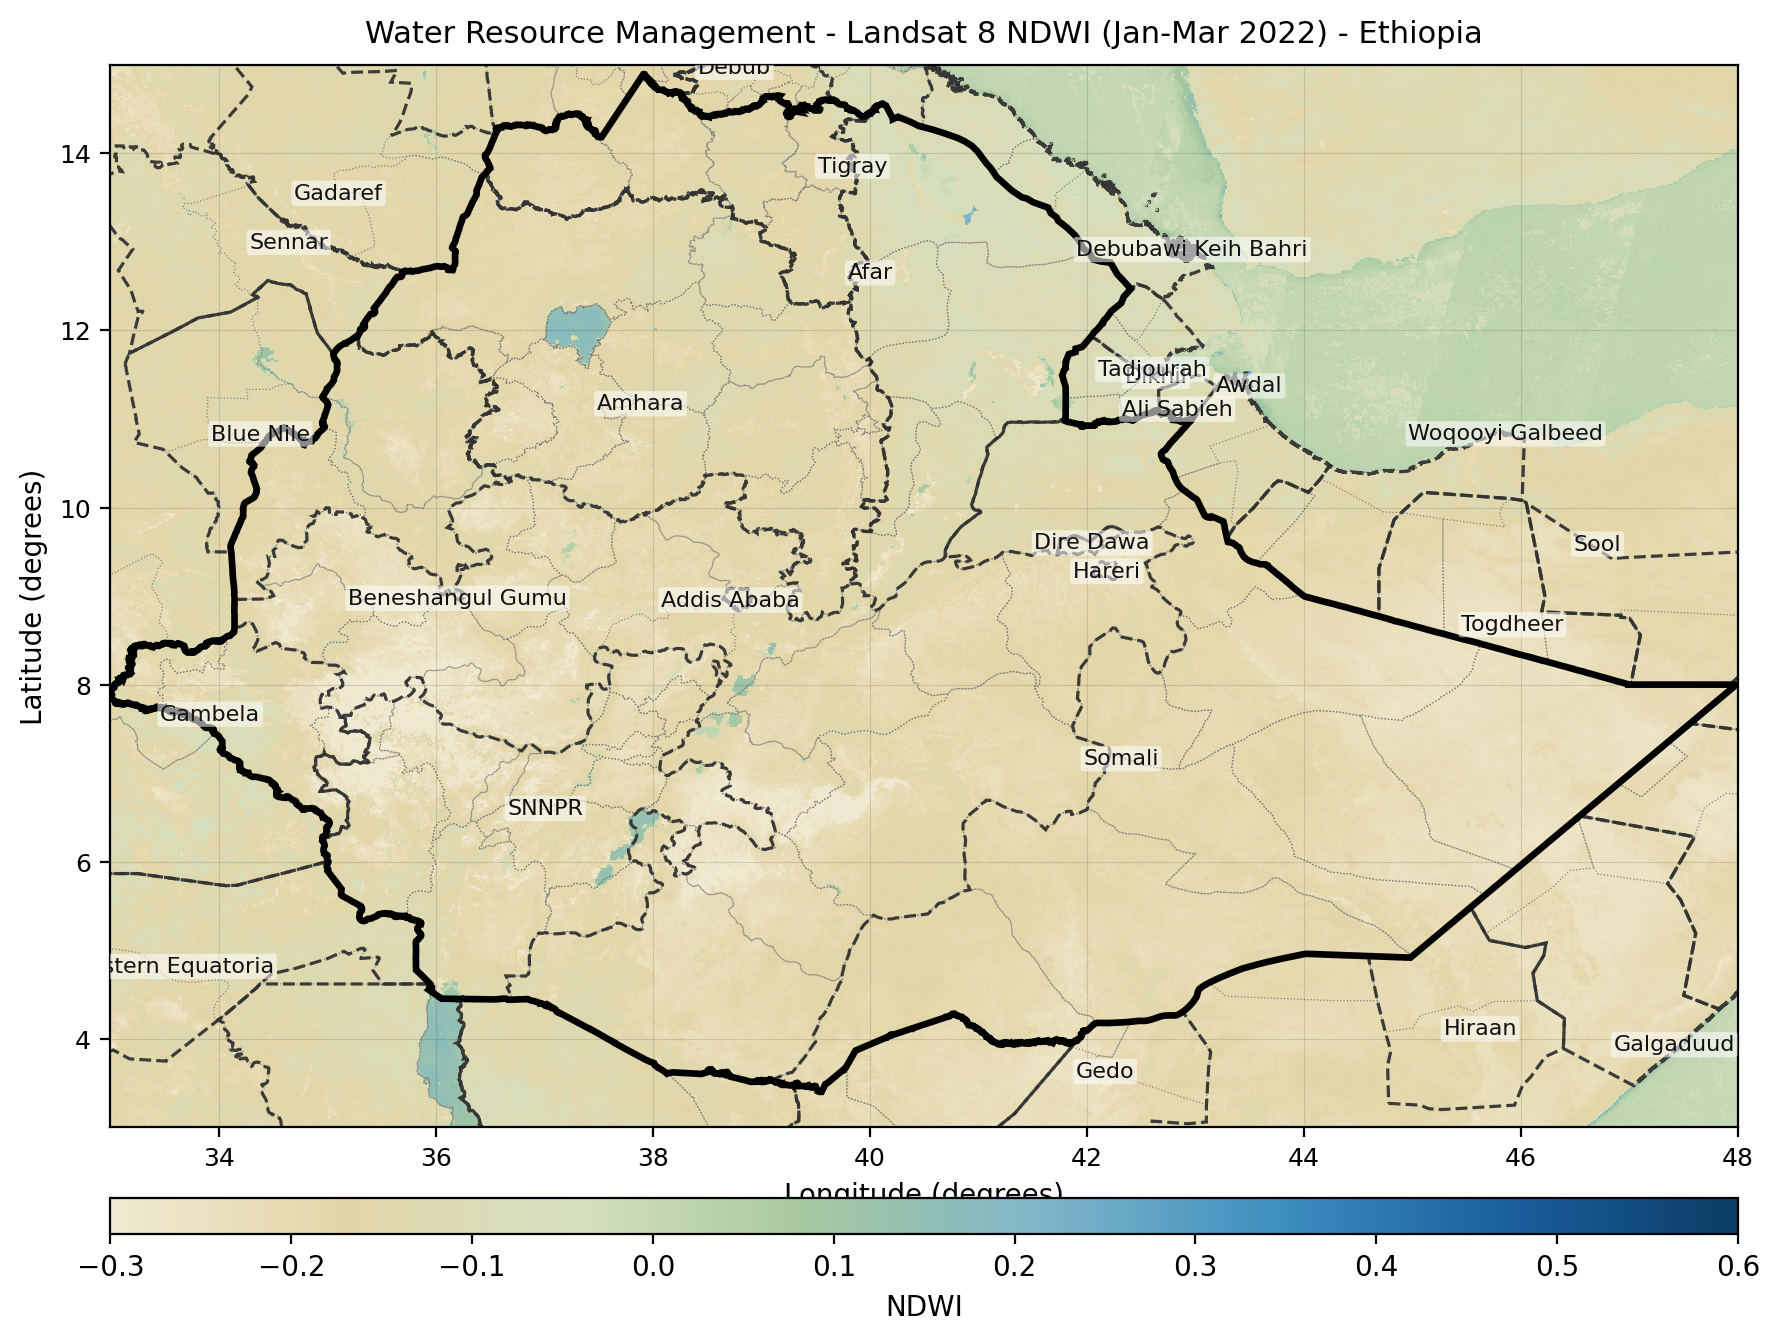 Water Resource Management - Landsat 8 NDWI (Jan-Mar 2022) - Ethiopia
Debub
14
Tigray
Gadaref
Sennar
Debubawi Keih Bahri
Afar
12
Tadjourah
Dikhil
Awdal
Amhara
Ali Sabieh
Blue Nile
Woqooyi Galbeed
10
Dire Dawa
Sool
Hareri
Beneshangul Gumu
Addis Ababa
Togdheer
8
Gambela
Somali
SNNPR
6
stern Equatoria
4
Hiraan
Galgaduud
Gedo
Latitude (degrees)
34 36 38 40 42 44 46 48
Longitude (degrees)
−0.3 −0.2 −0.1 0.0 0.1 0.2 0.3 0.4 0.5 0.6
NDWI